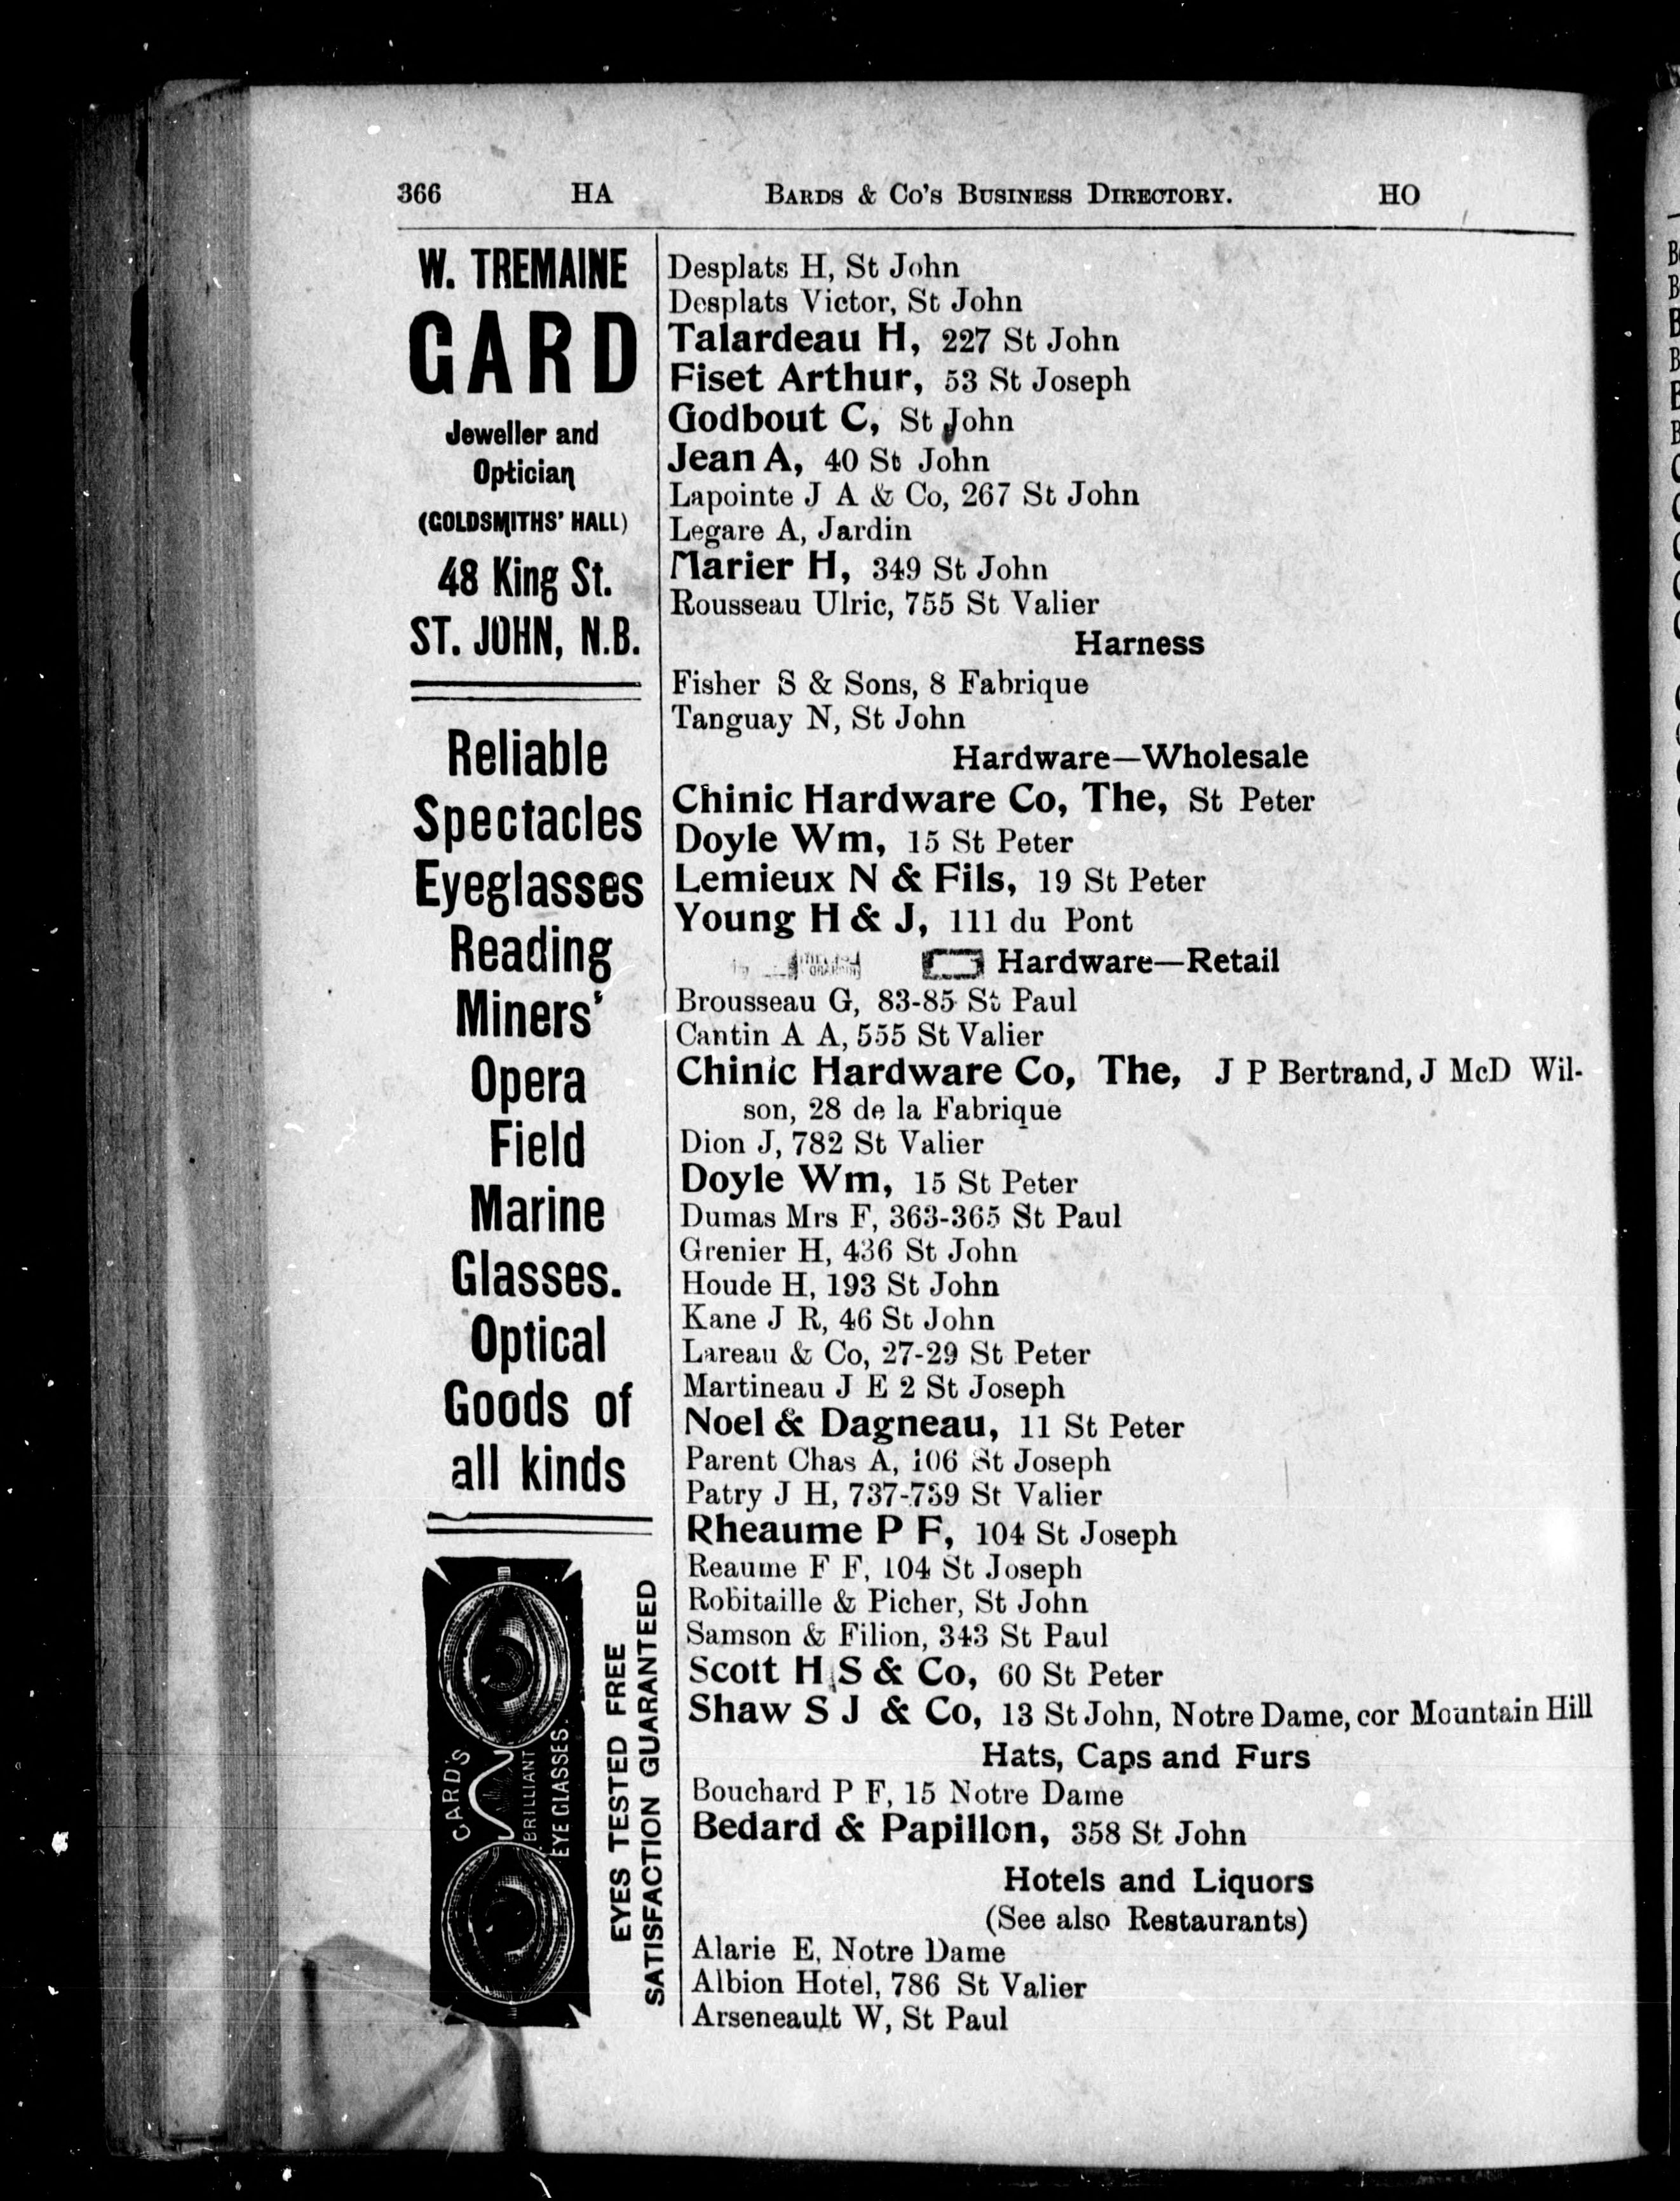 366 HA BARDS & CO'S BUSINESS DIRECTORY. HO
W. TREMAINE
GARD
Jeweller and
Optician
(GOLDSMITHS' HALL)
48 King St.
ST. JOHN, N.B.
Reliable
Spectacles
Eyeglasses
Reading
Miners'
Opera
Field
Marine
Glasses.
Optical
Goods of
all kinds
GARD'S
BRILLIANT
EYE GLASSES.
EYES TESTED FREE
SATISFACTION GUARANTEED
Desplats H, St John
Desplats Victor, St John
Talardeau H, 227 St John
Fiset Arthur, 53 St Joseph
Godbout C, St John
Jean A, 40 St John
Lapointe J A & Co, 267 St John
Legare A, Jardin
Marier H, 349 St John
Rousseau Ulric, 755 St Valier
Harness
Fisher S & Sons, 8 Fabrique
Tanguay N, St John
Hardware—Wholesale
Chinic Hardware Co, The, St Peter
Doyle Wm, 15 St Peter
Lemieux N & Fils, 19 St Peter
Young H & J, 111 du Pont
Hardware—Retail
Brousseau G, 83-85 St Paul
Cantin A A, 555 St Valier
Chinic Hardware Co, The, J P Bertrand, J McD Wil-
son, 28 de la Fabrique
Dion J, 782 St Valier
Doyle Wm, 15 St Peter
Dumas Mrs F, 363-365 St Paul
Grenier H, 436 St John
Houde H, 193 St John
Kane J R, 46 St John
Lareau & Co, 27-29 St Peter
Martineau J E 2 St Joseph
Noel & Dagneau, 11 St Peter
Parent Chas A, 106 St Joseph
Patry J H, 737-739 St Valier
Rheaume P F, 104 St Joseph
Reaume F F, 104 St Joseph
Robitaille & Picher, St John
Samson & Filion, 343 St Paul
Scott H S & Co, 60 St Peter
Shaw S J & Co, 13 St John, Notre Dame, cor Mountain Hill
Hats, Caps and Furs
Bouchard P F, 15 Notre Dame
Bedard & Papillon, 358 St John
Hotels and Liquors
(See also Restaurants)
Alarie E, Notre Dame
Albion Hotel, 786 St Valier
Arseneault W, St Paul